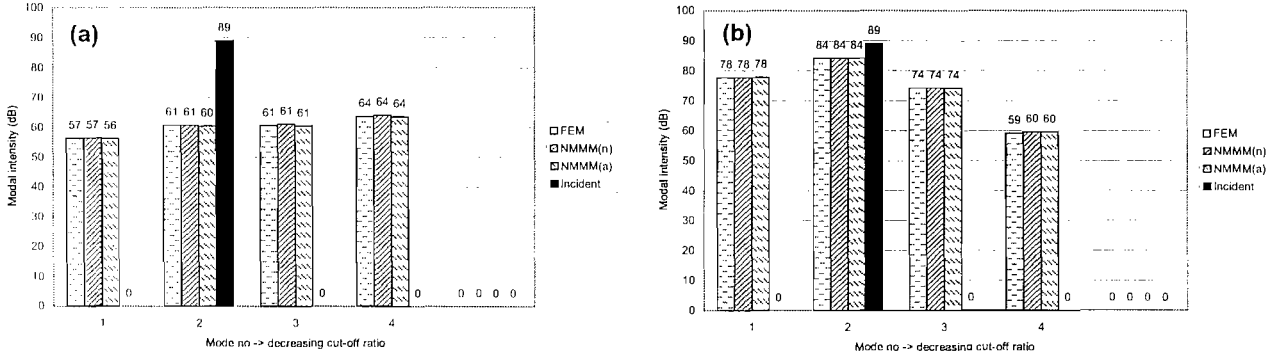 (a)
100
90
80
70
60
50
40
30
20
10
0
Modal intensity (dB)
57 57 56
0
61 61 60
89
61 61 61
0
64 64 64
0
0 0 0 0
1 2 3 4
Mode no -> decreasing cut-off ratio
FEM
NMMM(n)
NMMM(a)
Incident
(b)
100
90
80
70
60
50
40
30
20
10
0
Modal intensity (dB)
78 78 78
0
84 84 84
89
74 74 74
0
59 60 60
0
0 0 0 0
1 2 3 4
Mode no -> decreasing cut-off ratio
FEM
NMMM(n)
NMMM(a)
Incident